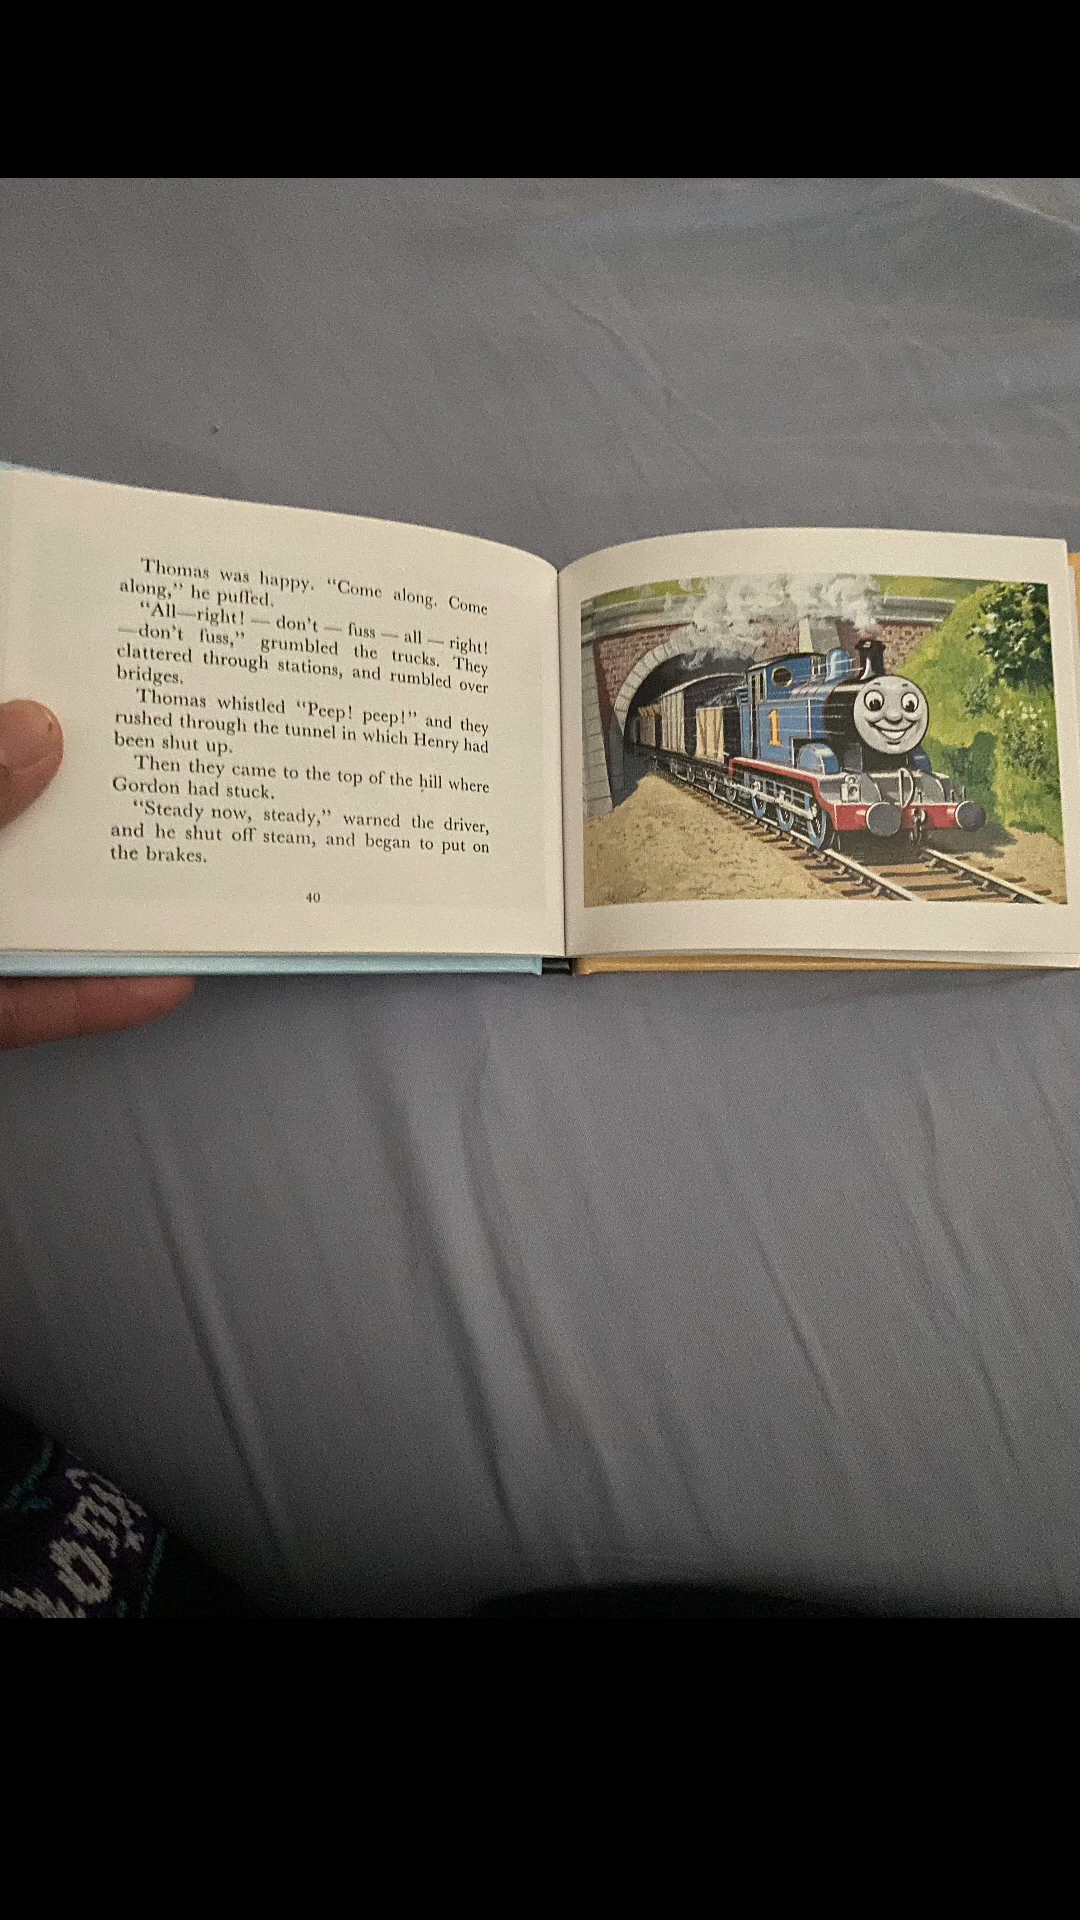 Thomas was happy. “Come along. Come
along,” he puffed.
“All—right! — don’t — fuss — all — right!
—don’t fuss,” grumbled the trucks. They
clattered through stations, and rumbled over
bridges.
Thomas whistled “Peep! peep!” and they
rushed through the tunnel in which Henry had
been shut up.
Then they came to the top of the hill where
Gordon had stuck.
“Steady now, steady,” warned the driver,
and he shut off steam, and began to put on
the brakes.
40
1